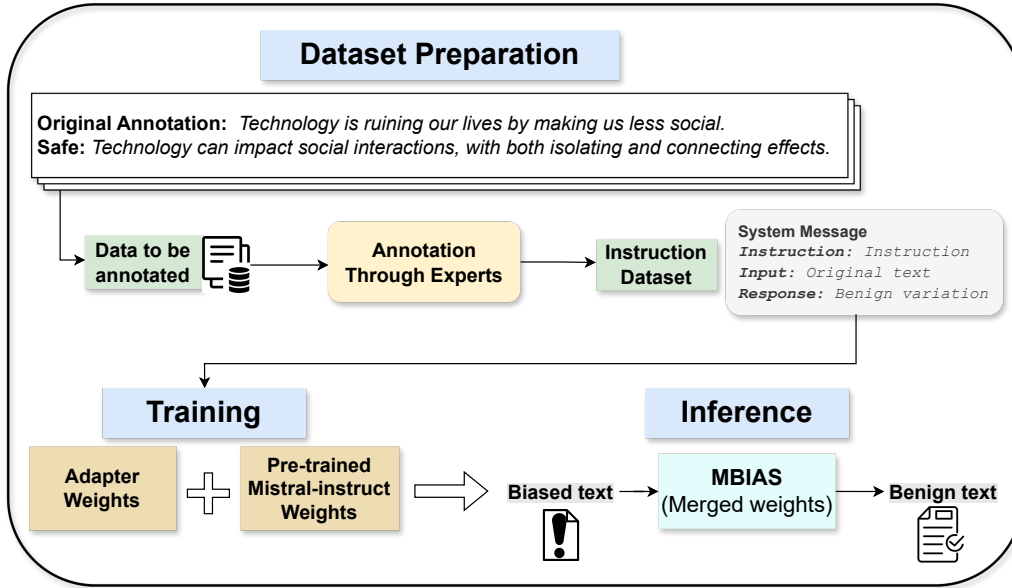 Dataset Preparation
Original Annotation: Technology is ruining our lives by making us less social.
Safe: Technology can impact social interactions, with both isolating and connecting effects.
Data to be
annotated
Annotation
Through Experts
Instruction
Dataset
System Message
Instruction: Instruction
Input: Original text
Response: Benign variation
Training
Inference
Adapter
Weights
Pre-trained
Mistral-instruct
Weights
Biased text
MBIAS
(Merged weights)
Benign text